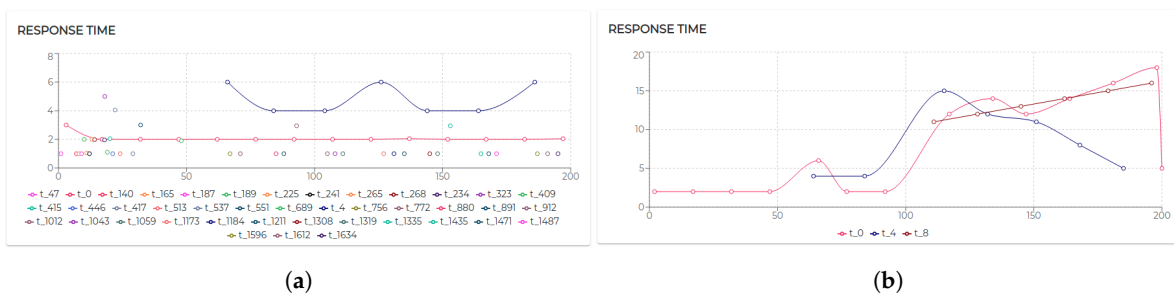 RESPONSE TIME
8
6
4
2
0
0
50
100
150
200
t_47 t_0 t_140 t_165 t_187 t_189 t_225 t_241 t_265 t_268 t_234 t_323 t_409
t_415 t_446 t_417 t_513 t_537 t_551 t_689 t_4 t_756 t_772 t_880 t_891 t_912
t_1012 t_1043 t_1059 t_1173 t_1184 t_1211 t_1308 t_1319 t_1335 t_1435 t_1471 t_1487
t_1596 t_1612 t_1634
(a)
RESPONSE TIME
20
15
10
5
0
0
50
100
150
200
t_0 t_4 t_8
(b)